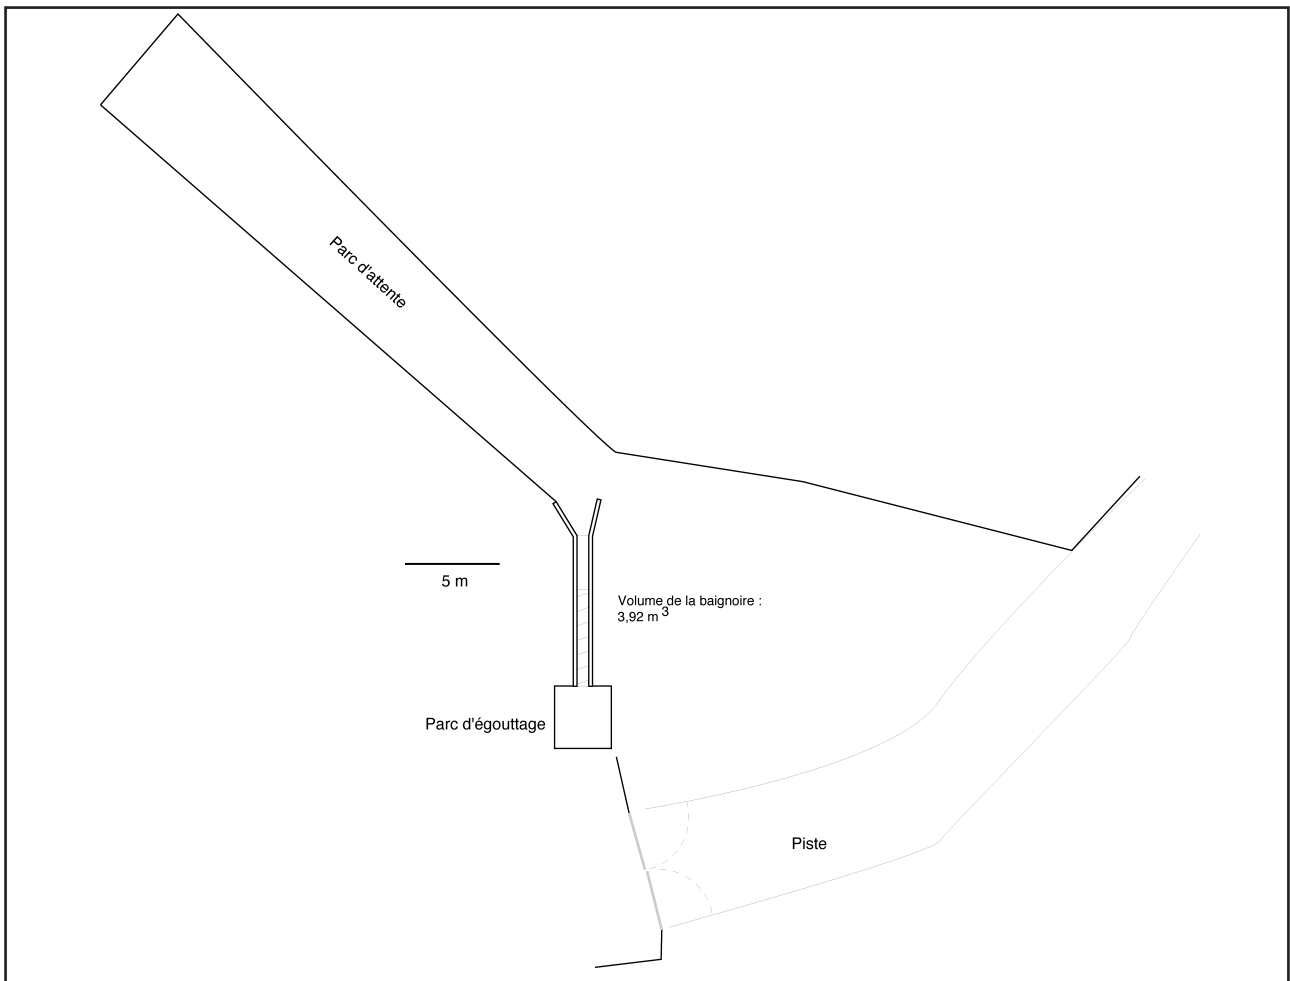 Parc d'attente
5 m
Volume de la baignoire :
3,92 m 3
Parc d'égouttage
Piste